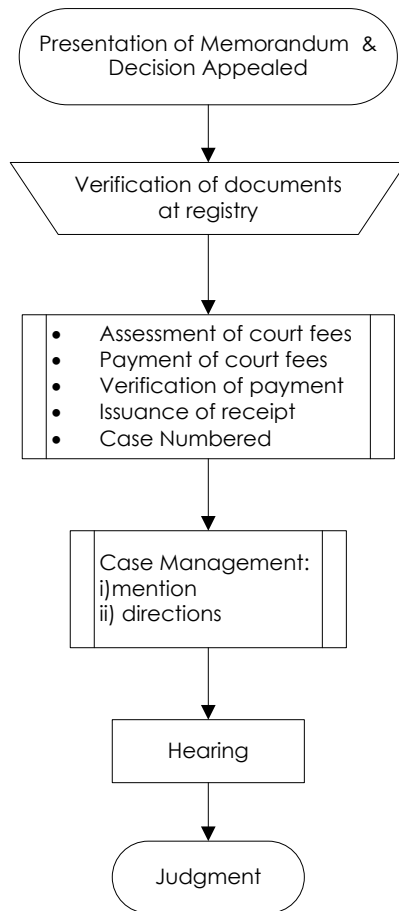 Presentation of Memorandum &
Decision Appealed
Verification of documents
at registry
• Assessment of court fees
• Payment of court fees
• Verification of payment
• Issuance of receipt
• Case Numbered
Case Management:
i)mention
ii) directions
Hearing
Judgment